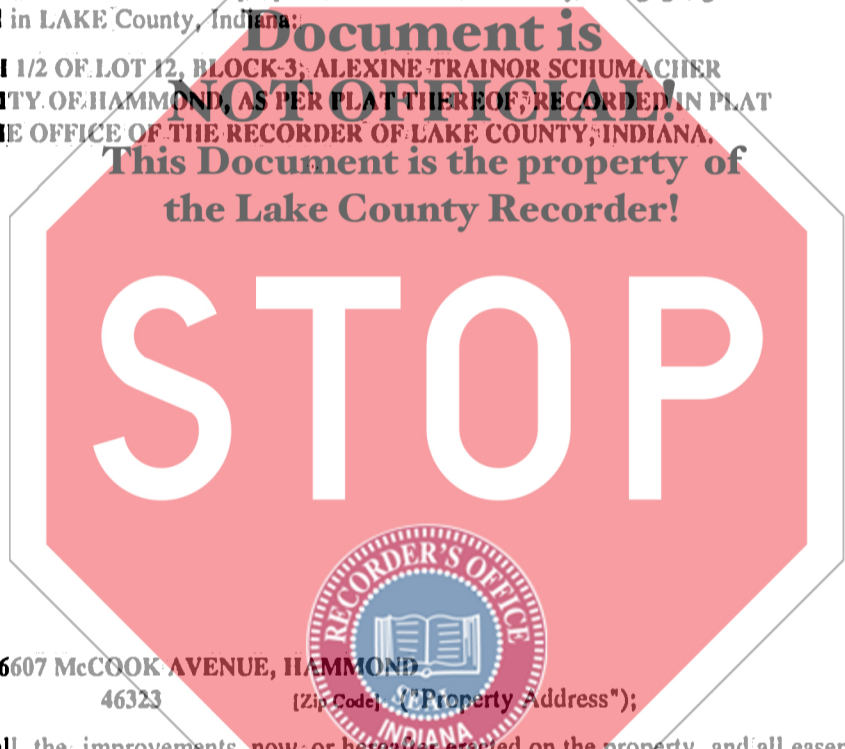 in LAKE County, Indiana:
Document is
1/2 OF LOT 12, BLOCK 3, ALEXINE TRAINOR SCHUMACHER
NOT OFFICIAL!
TY OF HAMMOND, AS PER PLAT THEREOF, RECORDED IN PLAT
E OFFICE OF THE RECORDER OF LAKE COUNTY, INDIANA.
This Document is the property of
the Lake County Recorder!
STOP
RECORDER'S OFFICE
6607 McCOOK AVENUE, HAMMOND
46323 [Zip Code] ("Property Address");
SEAL
INDIANA
the improvements now or hereafter erected on the property, and all